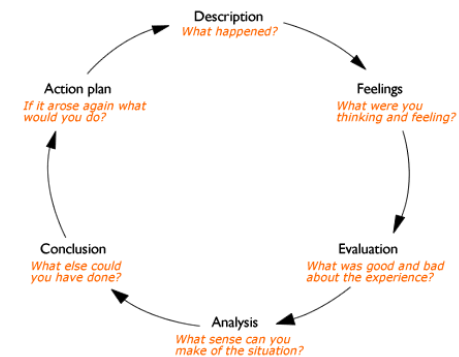 Description
What happened?
Feelings
What were you
thinking and feeling?
Evaluation
What was good and bad
about the experience?
Analysis
What sense can you
make of the situation?
Conclusion
What else could
you have done?
Action plan
If it arose again what
would you do?